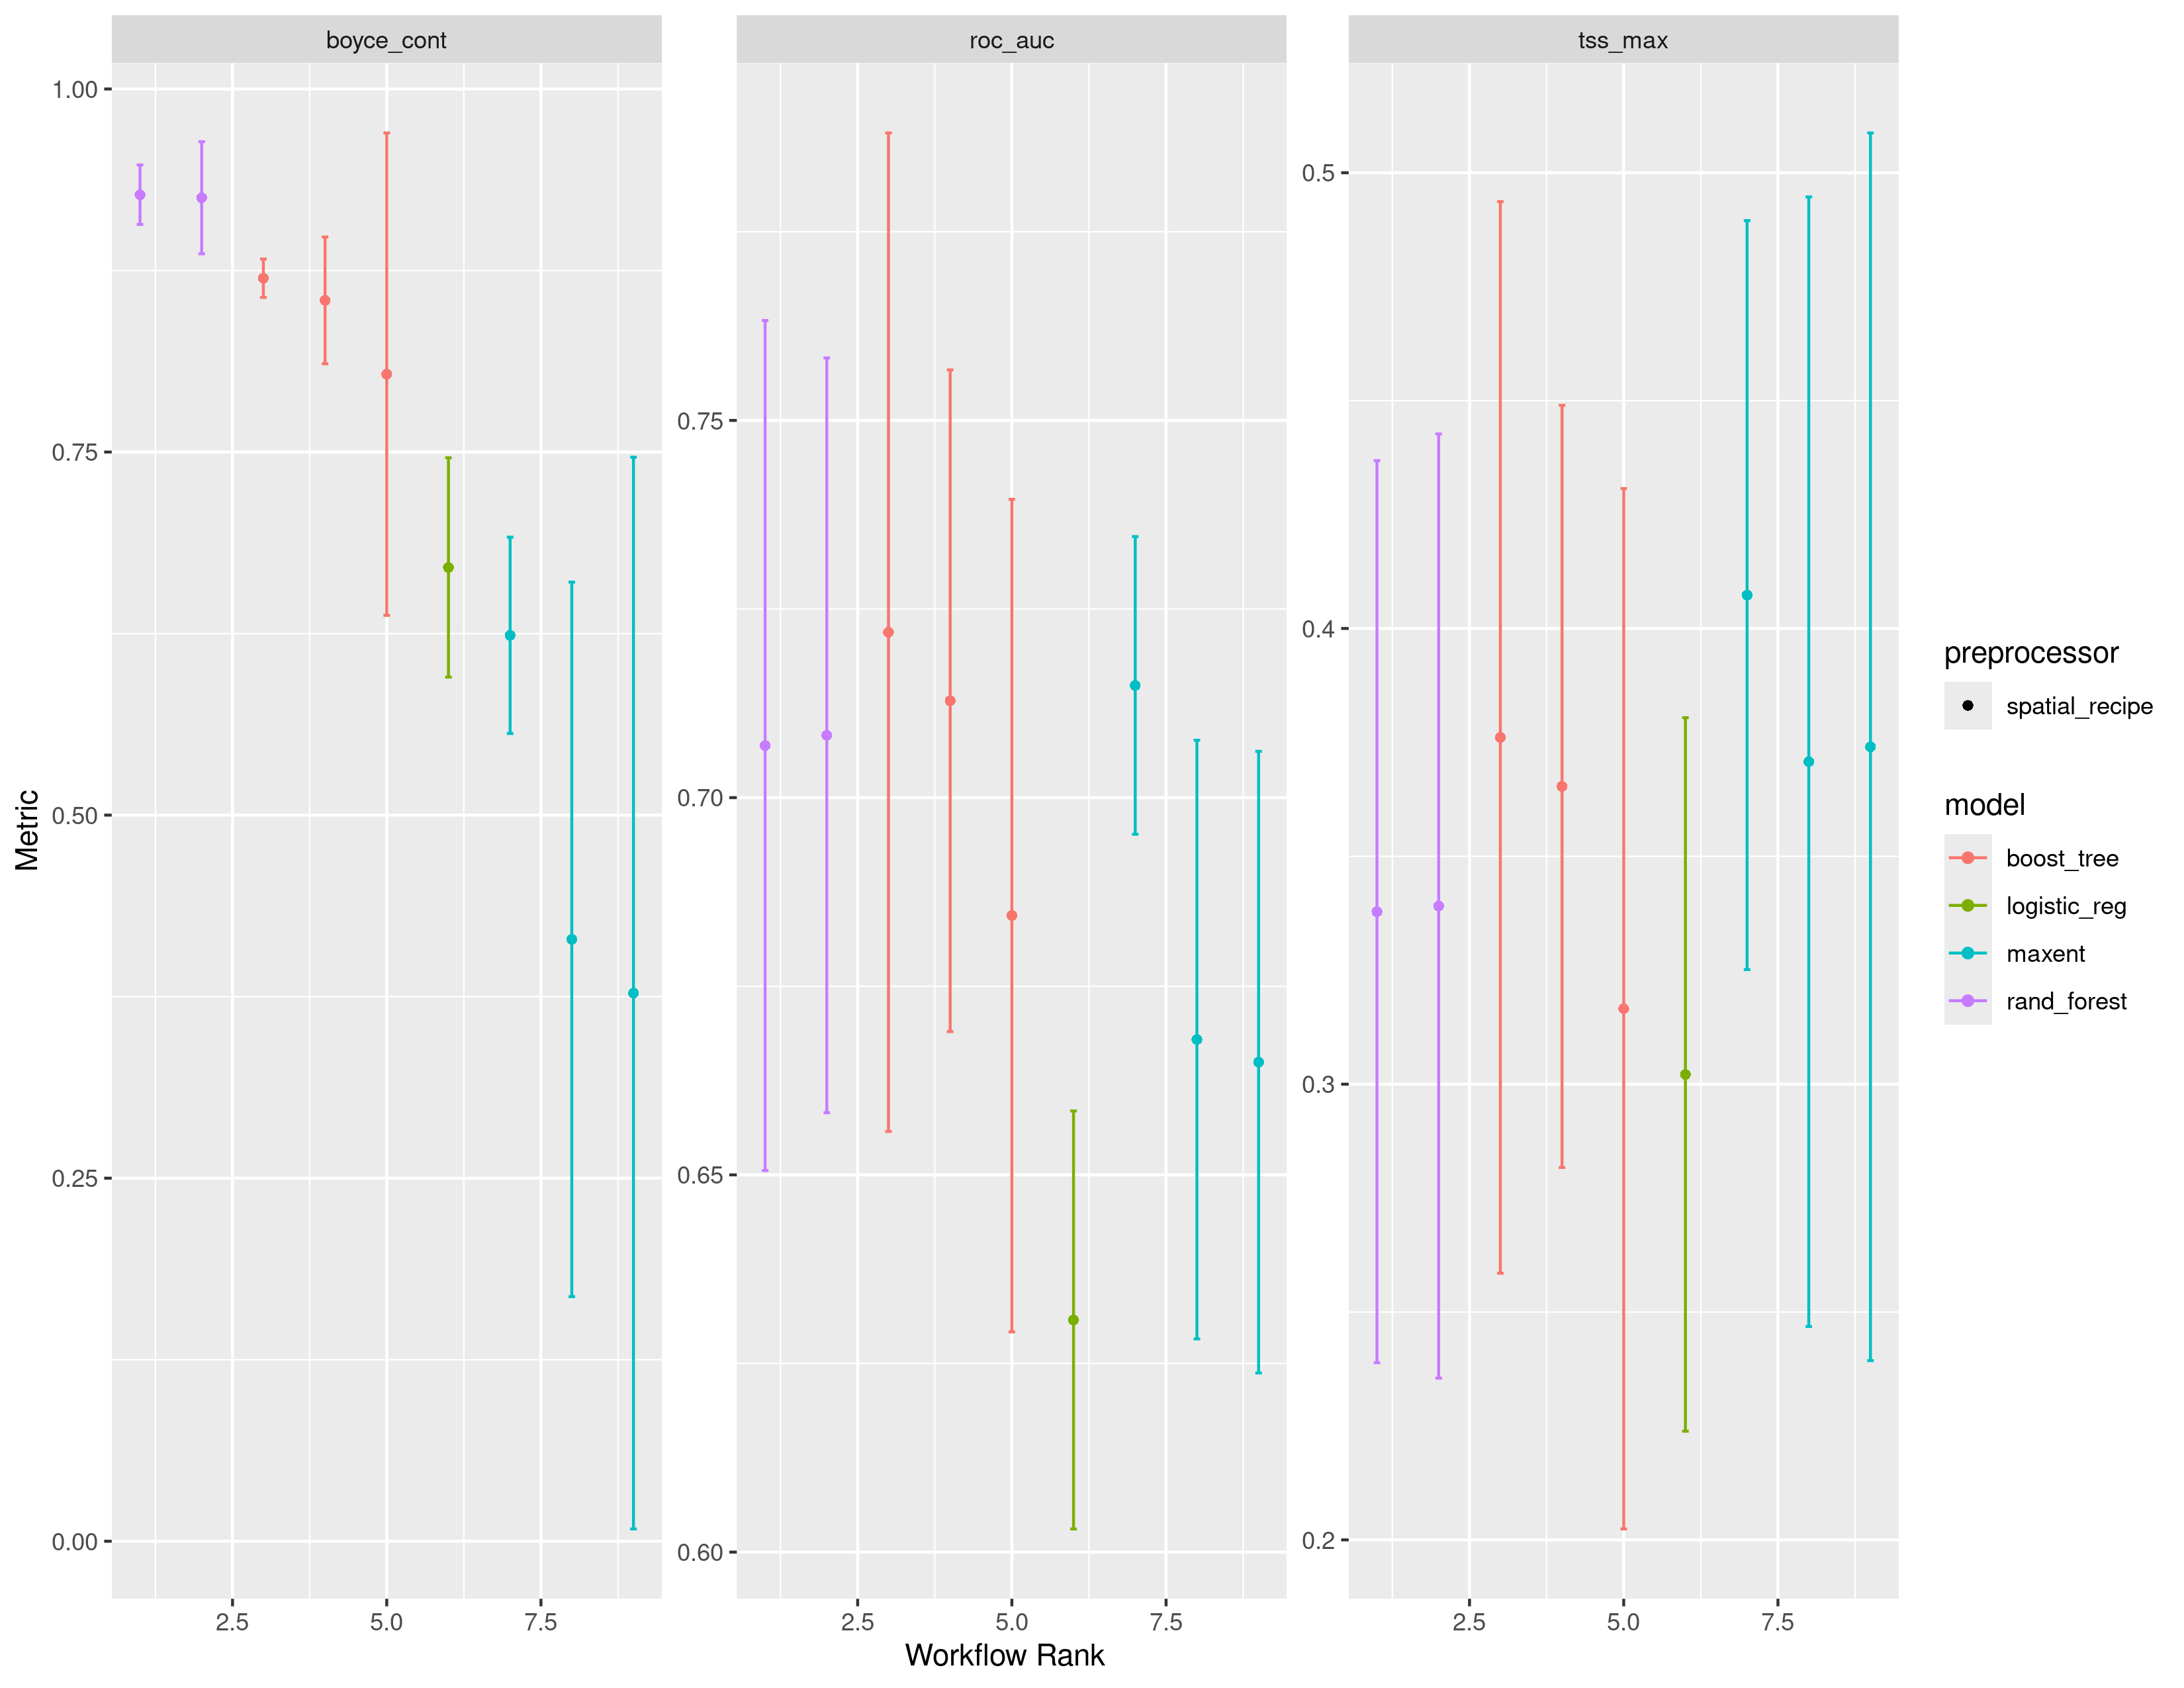 boyce_cont
roc_auc
tss_max
1.00
0.75
0.50
0.25
0.00
0.75
0.70
0.65
0.60
0.5
0.4
0.3
0.2
2.5 5.0 7.5
2.5 5.0 7.5
2.5 5.0 7.5
Metric
Workflow Rank
preprocessor
spatial_recipe
model
boost_tree
logistic_reg
maxent
rand_forest